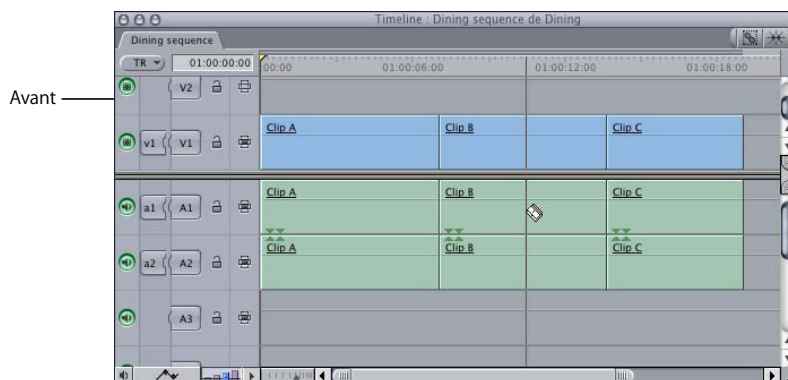 Timeline : Dining sequence de Dining
Dining sequence
TR 01:00:00:00 00:00 01:00:06:00 01:00:12:00 01:00:18:00
Avant
V2
v1 V1 Clip A Clip B Clip C
a1 A1 Clip A Clip B Clip C
a2 A2 Clip A Clip B Clip C
A3